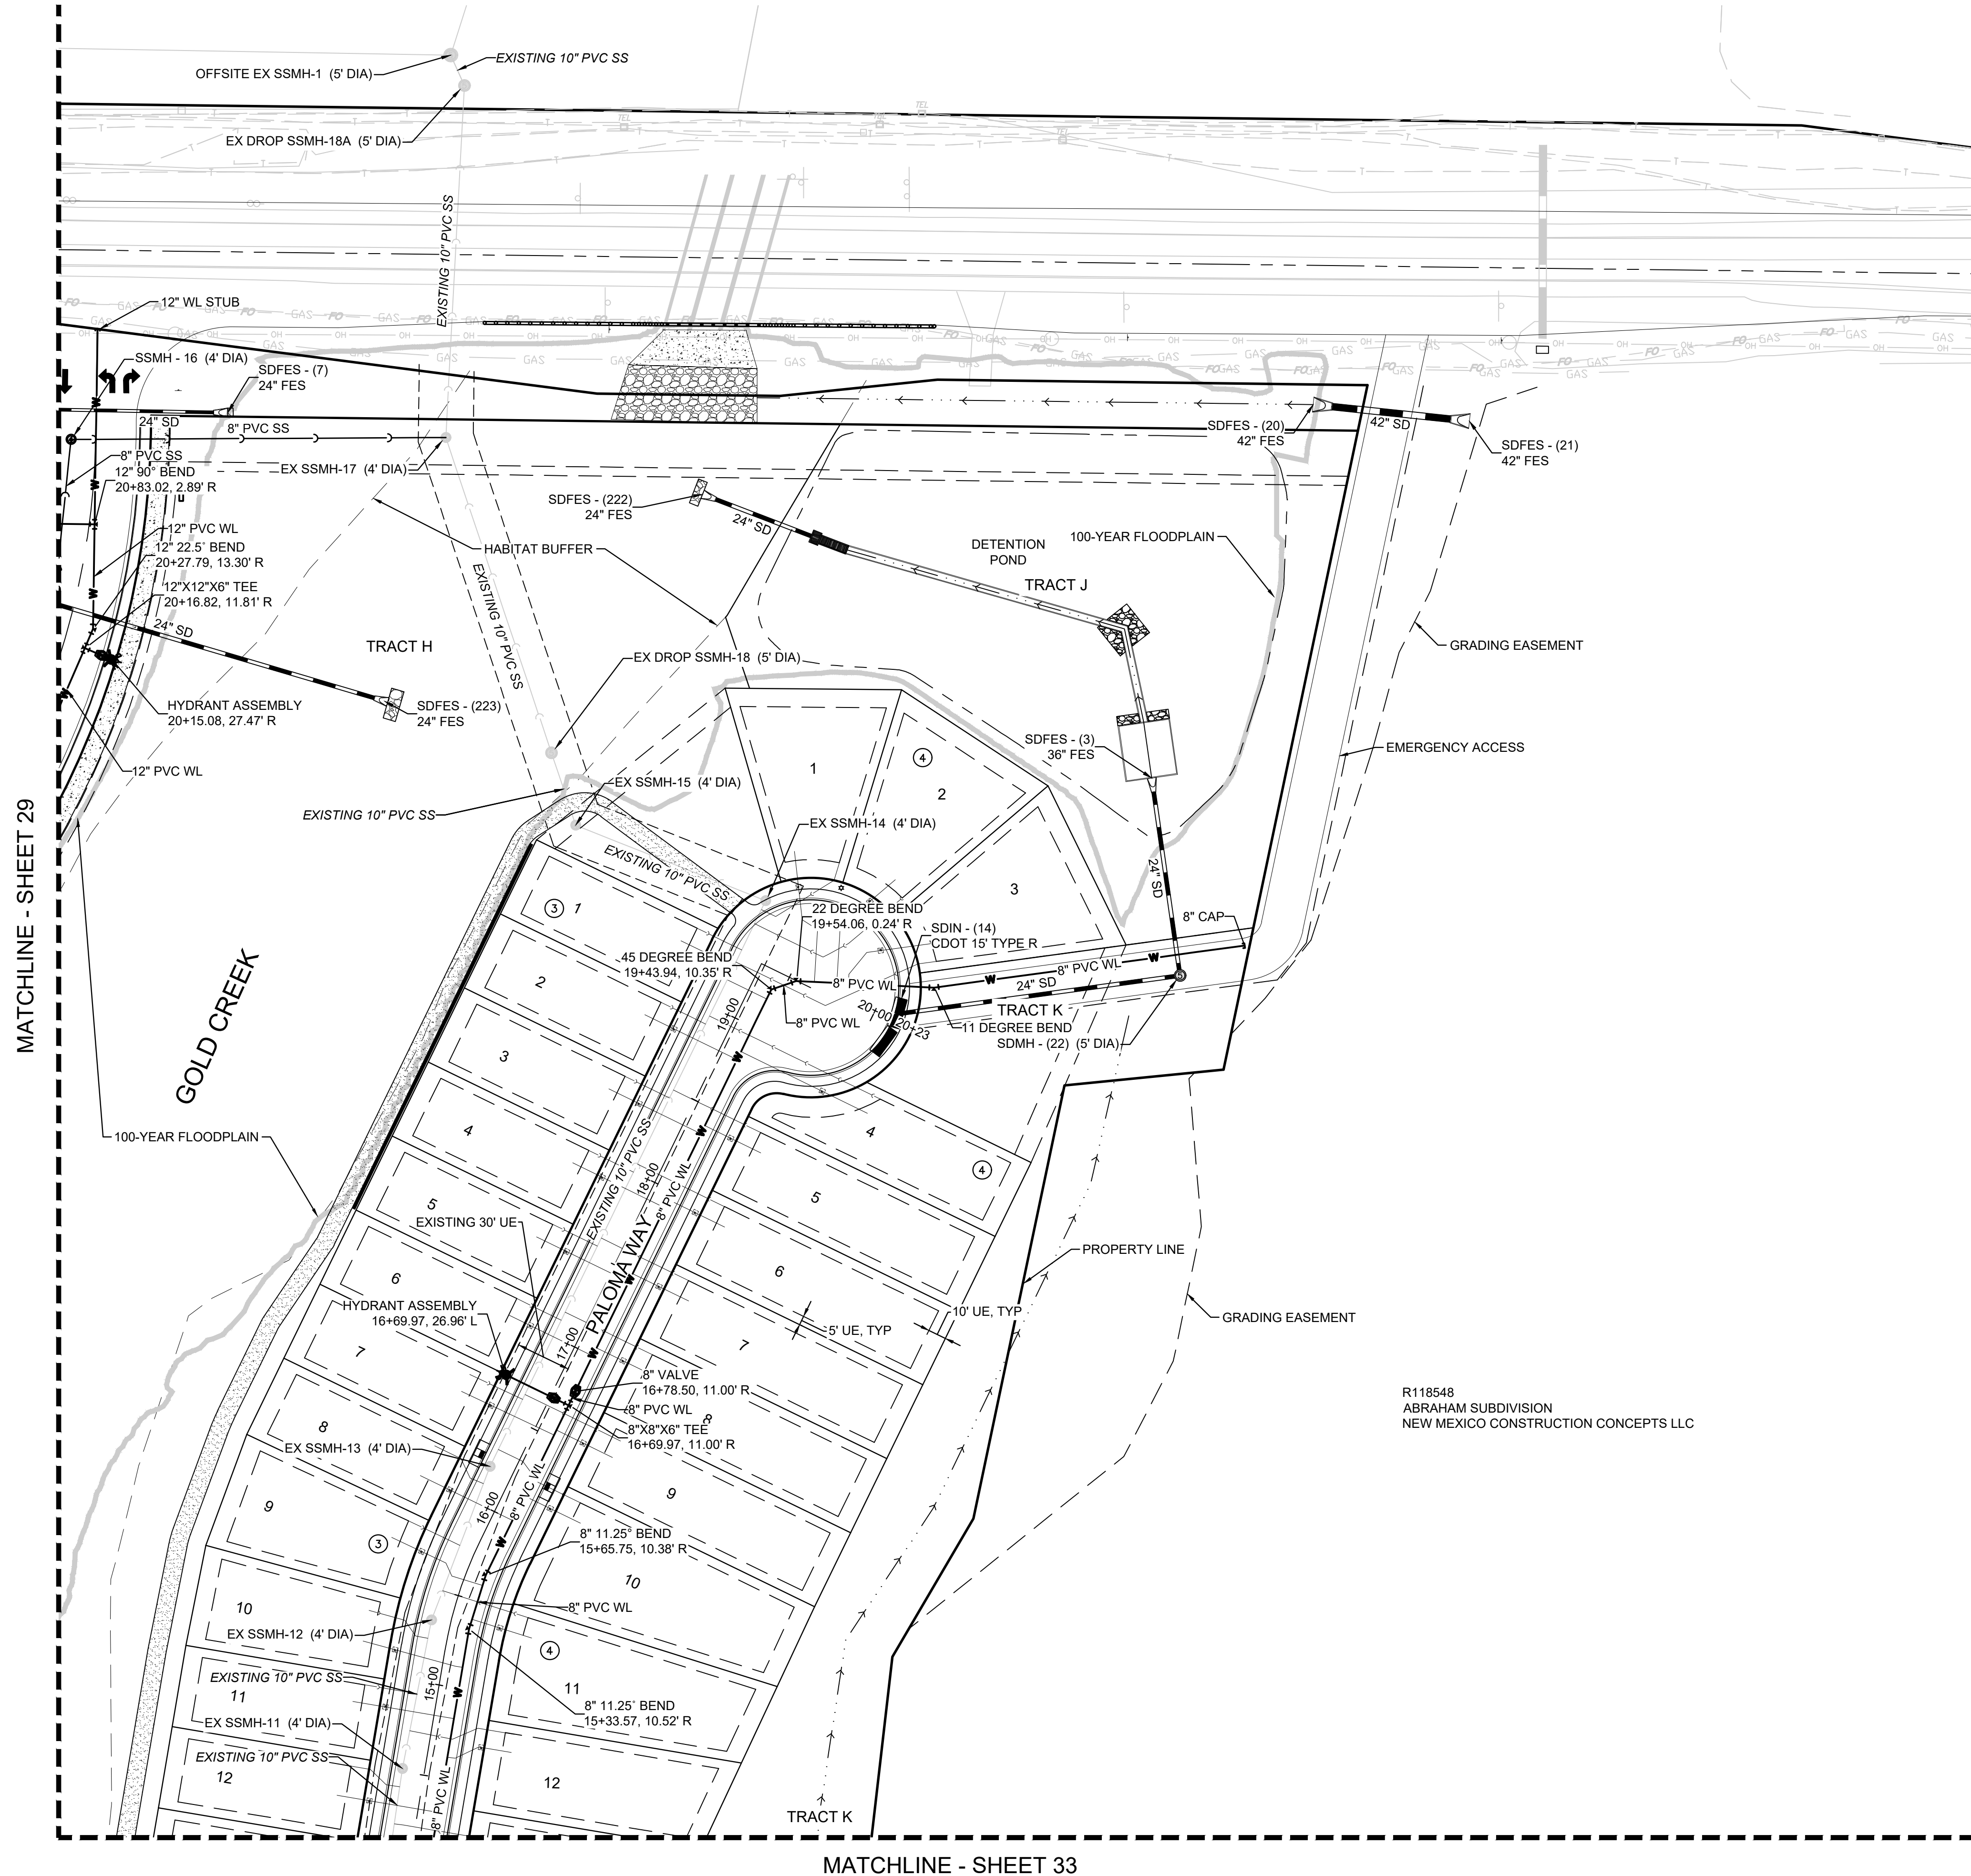 OFFSITE EX SSMH-1 (5' DIA)
EXISTING 10" PVC SS
EX DROP SSMH-18A (5' DIA)
TEL
TEL
TEL
TEL
EXISTING 10" PVC SS
12" WL STUB
SSMH - 16 (4' DIA)
SDFES - (7)
24" FES
24" SD
8" PVC SS
8" PVC SS
12" 90° BEND
20+83.02, 2.89' R
EX SSMH-17 (4' DIA)
SDFES - (20)
42" FES
42" SD
SDFES - (21)
42" FES
SDFES - (222)
24" FES
24" SD
12" PVC WL
12" 22.5° BEND
20+27.79, 13.30' R
12"X12"X6" TEE
20+16.82, 11.81' R
HABITAT BUFFER
EXISTING 10" PVC SS
DETENTION
POND
100-YEAR FLOODPLAIN
TRACT J
24" SD
TRACT H
GRADING EASEMENT
EX DROP SSMH-18 (5' DIA)
HYDRANT ASSEMBLY
20+15.08, 27.47' R
SDFES - (223)
24" FES
SDFES - (3)
36" FES
EMERGENCY ACCESS
12" PVC WL
1
4
2
EX SSMH-15 (4' DIA)
EXISTING 10" PVC SS
EX SSMH-14 (4' DIA)
EXISTING 10" PVC SS
24" SD
3
MATCHLINE - SHEET 29
3
1
22 DEGREE BEND
19+54.06, 0.24' R
SDIN - (14)
CDOT 15' TYPE R
8" CAP
45 DEGREE BEND
19+43.94, 10.35' R
8" PVC WL
8" PVC WL
24" SD
5
2
GOLD CREEK
19+00
8" PVC WL
20+00
20+23
TRACT K
11 DEGREE BEND
SDMH - (22) (5' DIA)
3
4
100-YEAR FLOODPLAIN
4
4
EXISTING 10" PVC SS
18+00
8" PVC WL
5
5
EXISTING 30' UE
PALOMA WAY
PROPERTY LINE
6
6
HYDRANT ASSEMBLY
16+69.97, 26.96' L
10' UE, TYP
5' UE, TYP
GRADING EASEMENT
17+00
7
7
8" VALVE
16+78.50, 11.00' R
8" PVC WL
8
8"X8"X6" TEE
16+69.97, 11.00' R
R118548
ABRAHAM SUBDIVISION
NEW MEXICO CONSTRUCTION CONCEPTS LLC
8
EX SSMH-13 (4' DIA)
8" PVC WL
9
9
16+00
3
8" 11.25° BEND
15+65.75, 10.38' R
10
10
8" PVC WL
EX SSMH-12 (4' DIA)
4
EXISTING 10" PVC SS
15+00
11
11
8" 11.25° BEND
15+33.57, 10.52' R
EX SSMH-11 (4' DIA)
EXISTING 10" PVC SS
12
8" PVC WL
12
TRACT K
MATCHLINE - SHEET 33